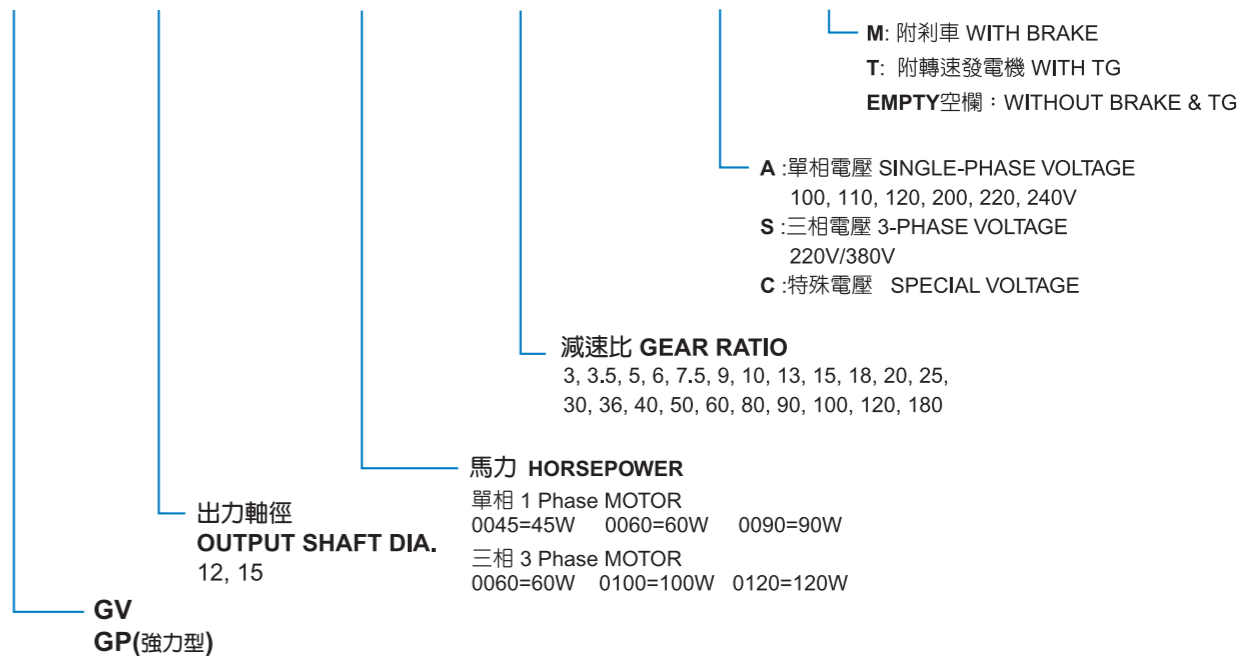 M: 附剎車 WITH BRAKE
T: 附轉速發電機 WITH TG
EMPTY空欄：WITHOUT BRAKE & TG
A :單相電壓 SINGLE-PHASE VOLTAGE
100, 110, 120, 200, 220, 240V
S :三相電壓 3-PHASE VOLTAGE
220V/380V
C :特殊電壓 SPECIAL VOLTAGE
減速比 GEAR RATIO
3, 3.5, 5, 6, 7.5, 9, 10, 13, 15, 18, 20, 25,
30, 36, 40, 50, 60, 80, 90, 100, 120, 180
馬力 HORSEPOWER
單相 1 Phase MOTOR
0045=45W 0060=60W 0090=90W
三相 3 Phase MOTOR
0060=60W 0100=100W 0120=120W
出力軸徑
OUTPUT SHAFT DIA.
12, 15
GV
GP(強力型)